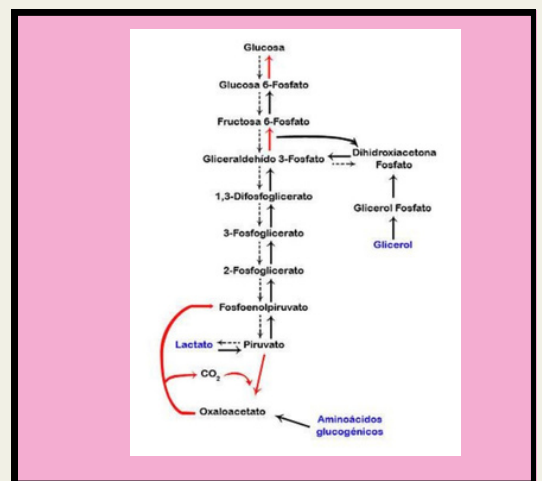 Glucosa
Glucosa 6-Fosfato
Fructosa 6-Fosfato
Gliceraldehído 3-Fosfato
Dihidroxiacetona
Fosfato
1,3-Difosfoglicerato
Glicerol Fosfato
3-Fosfoglicerato
Glicerol
2-Fosfoglicerato
Fosfoenolpiruvato
Lactato
Piruvato
CO₂
Oxaloacetato
Aminoácidos
glucogénicos